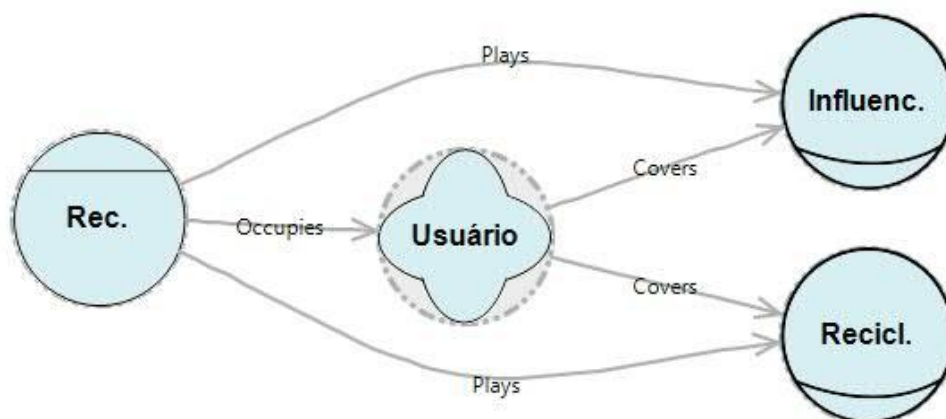 Plays
Influenc.
Covers
Rec.
Occupies
Usuário
Covers
Recicl.
Plays